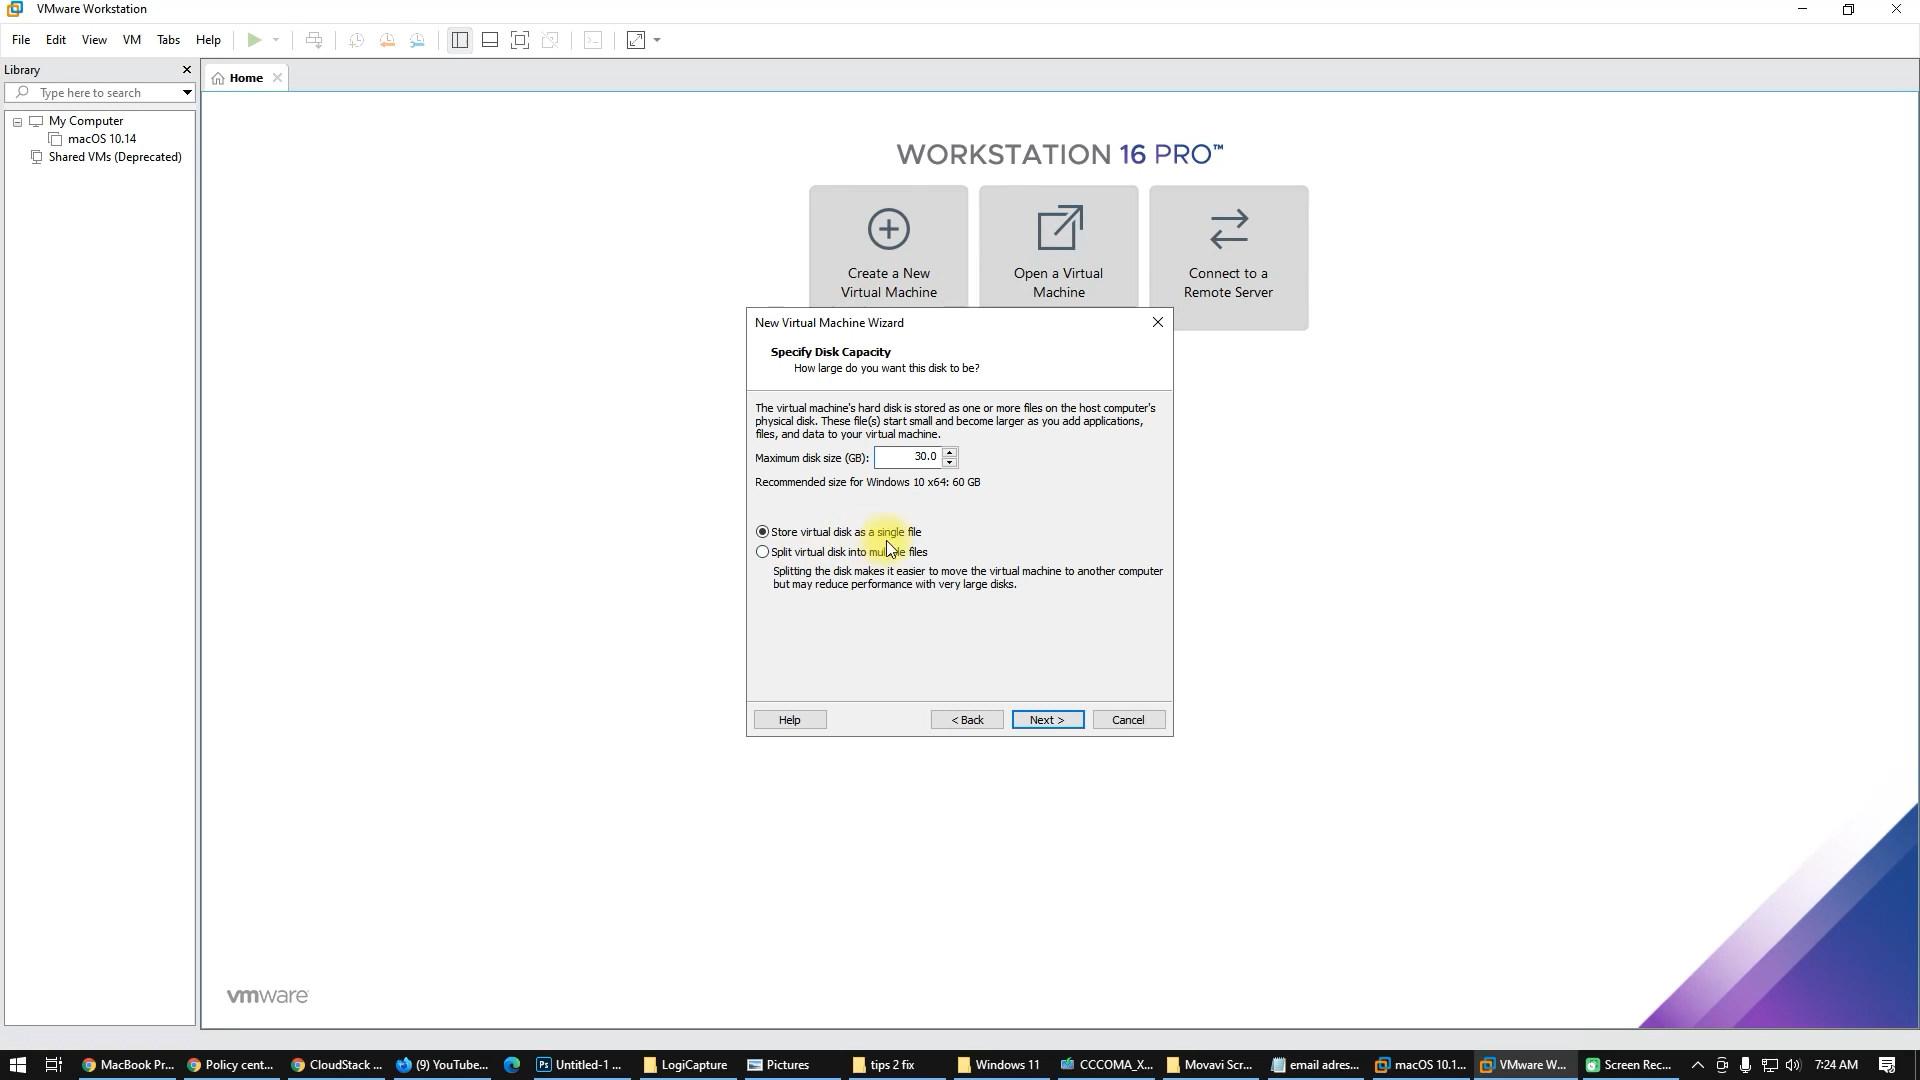 VMware Workstation
File Edit View VM Tabs Help
Library
Type here to search
Home
My Computer
macOS 10.14
Shared VMs (Deprecated)
WORKSTATION 16 PRO™
Create a New
Virtual Machine
Open a Virtual
Machine
Connect to a
Remote Server
New Virtual Machine Wizard
Specify Disk Capacity
How large do you want this disk to be?
The virtual machine's hard disk is stored as one or more files on the host computer's
physical disk. These file(s) start small and become larger as you add applications,
files, and data to your virtual machine.
Maximum disk size (GB): 30.0
Recommended size for Windows 10 x64: 60 GB
Store virtual disk as a single file
Split virtual disk into multiple files
Splitting the disk makes it easier to move the virtual machine to another computer
but may reduce performance with very large disks.
Help < Back Next > Cancel
vmware
MacBook Pr... Policy cent... CloudStack ... (9) YouTube... Ps Untitled-1 ... LogiCapture Pictures tips 2 fix Windows 11 CCCOMA_X... Movavi Scr... email adres... macOS 10.1... VMware W... Screen Rec... 7:24 AM